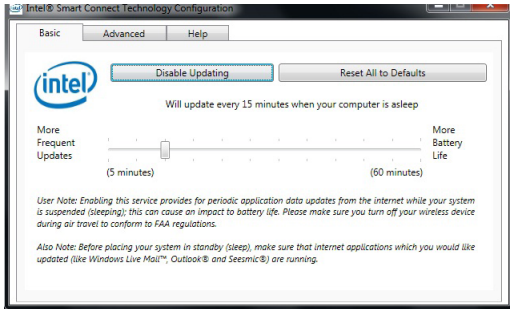 Intel® Smart Connect Technology Configuration
Basic Advanced Help
intel
Disable Updating Reset All to Defaults
Will update every 15 minutes when your computer is asleep
More
Frequent
Updates
More
Battery
Life
(5 minutes) (60 minutes)
User Note: Enabling this service provides for periodic application data updates from the internet while your system
is suspended (sleeping); this can cause an impact to battery life. Please make sure you turn off your wireless device
during air travel to conform to FAA regulations.
Also Note: Before placing your system in standby (sleep), make sure that internet applications which you would like
updated (like Windows Live Mail™, Outlook® and Seesmic®) are running.